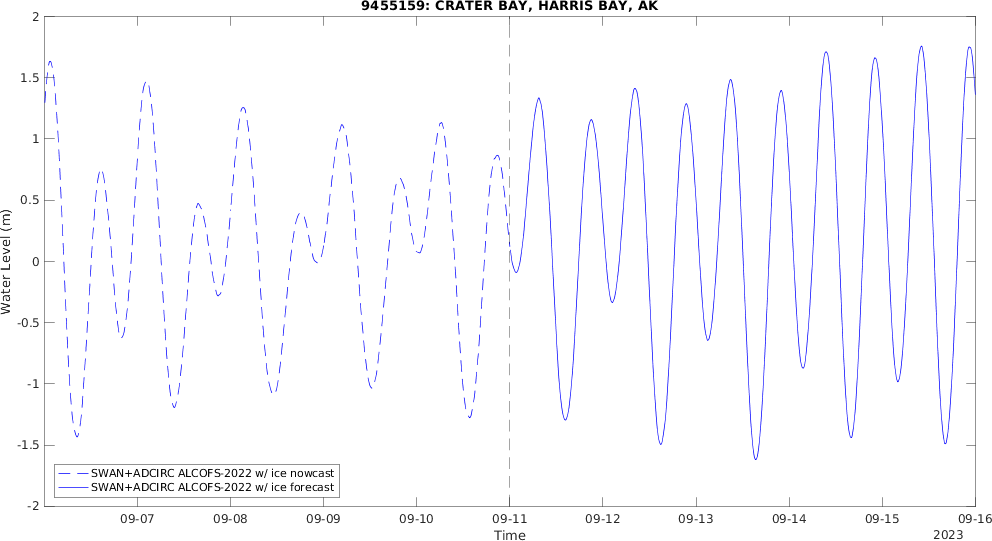 9455159: CRATER BAY, HARRIS BAY, AK
2
1.5
1
0.5
0
-0.5
-1
-1.5
-2
Water Level (m)
SWAN+ADCIRC ALCOFS-2022 w/ ice nowcast
SWAN+ADCIRC ALCOFS-2022 w/ ice forecast
09-07 09-08 09-09 09-10 09-11 09-12 09-13 09-14 09-15 09-16
Time
2023